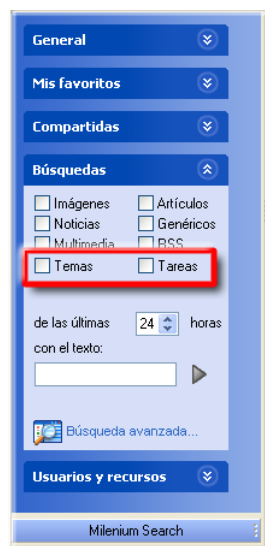 General
Mis favoritos
Compartidas
Búsquedas
Imágenes Artículos
Noticias Genéricos
Multimedia RSS
Temas Tareas
de las últimas 24 horas
con el texto:
Búsqueda avanzada...
Usuarios y recursos
Milenium Search